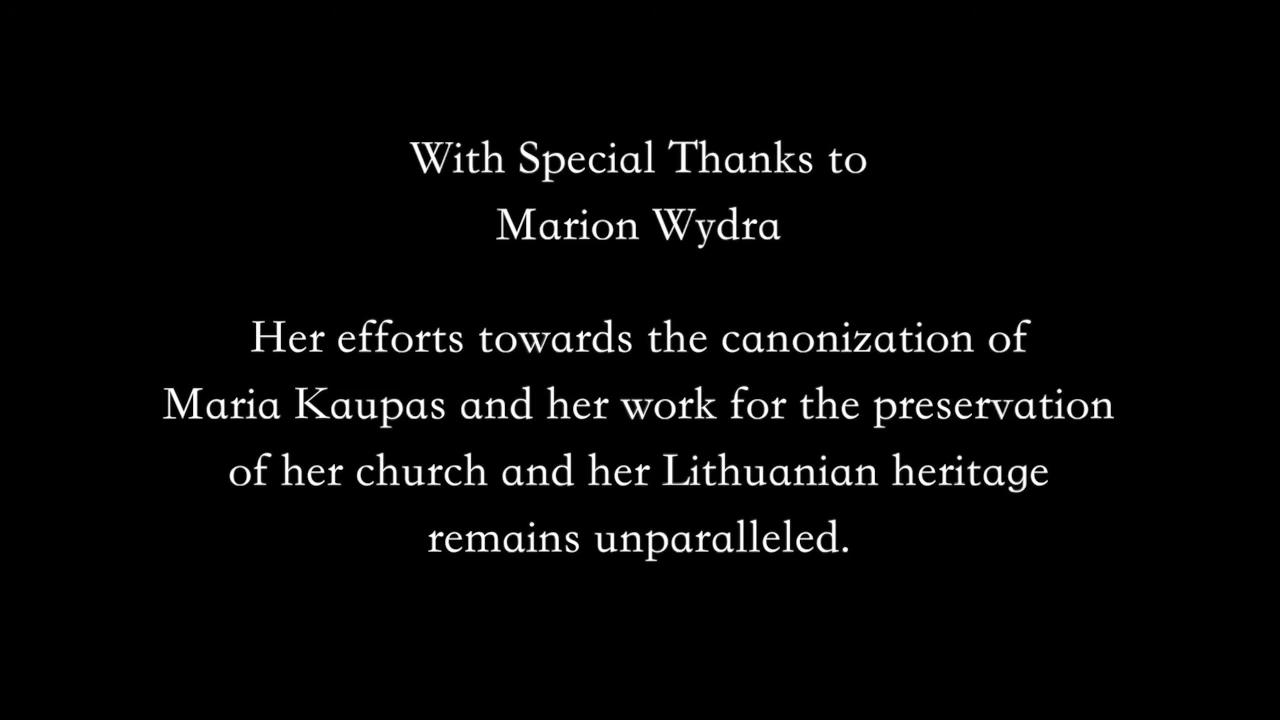 With Special Thanks to
Marion Wydra
Her efforts towards the canonization of
Maria Kaupas and her work for the preservation
of her church and her Lithuanian heritage
remains unparalleled.